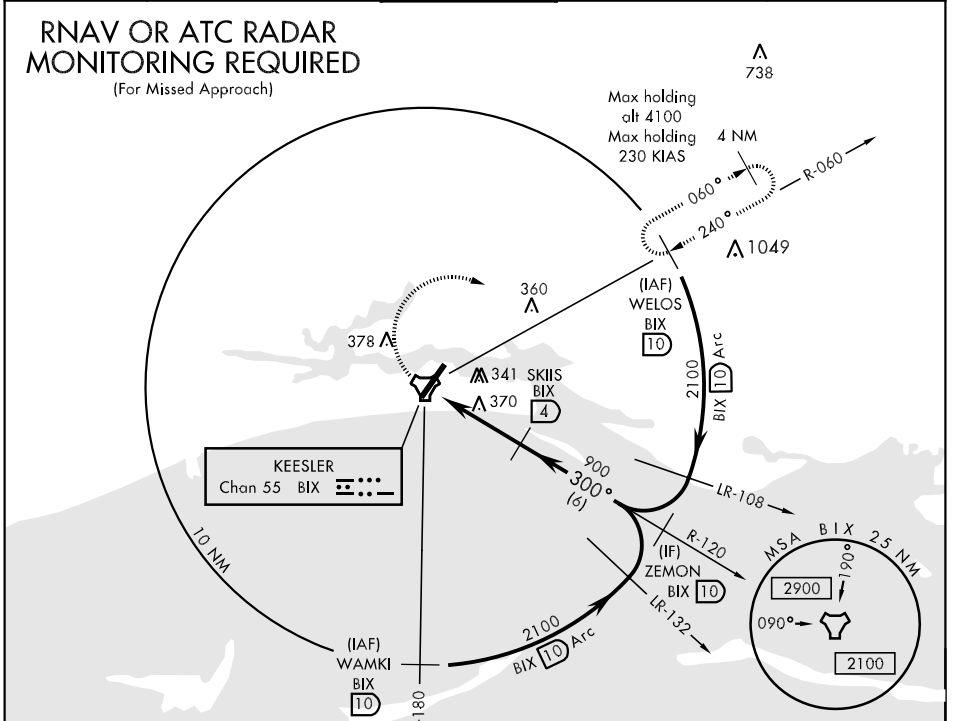 RNAV OR ATC RADAR
MONITORING REQUIRED
(For Missed Approach)
738
Max holding
alt 4100
Max holding
230 KIAS
4 NM
R-060
060°
240°
1049
(IAF)
WELOS
BIX
10
360
378
341
370
SKIIS
BIX
4
2100
BIX 10 Arc
KEESLER
Chan 55 BIX
900
300°
(6)
LR-108
R-120
(IF)
ZEMON
BIX 10
LR-132
10 NM
2100
BIX 10 Arc
(IAF)
WAMKI
BIX
10
-180
MSA BIX 25 NM
190°
2900
090°
2100